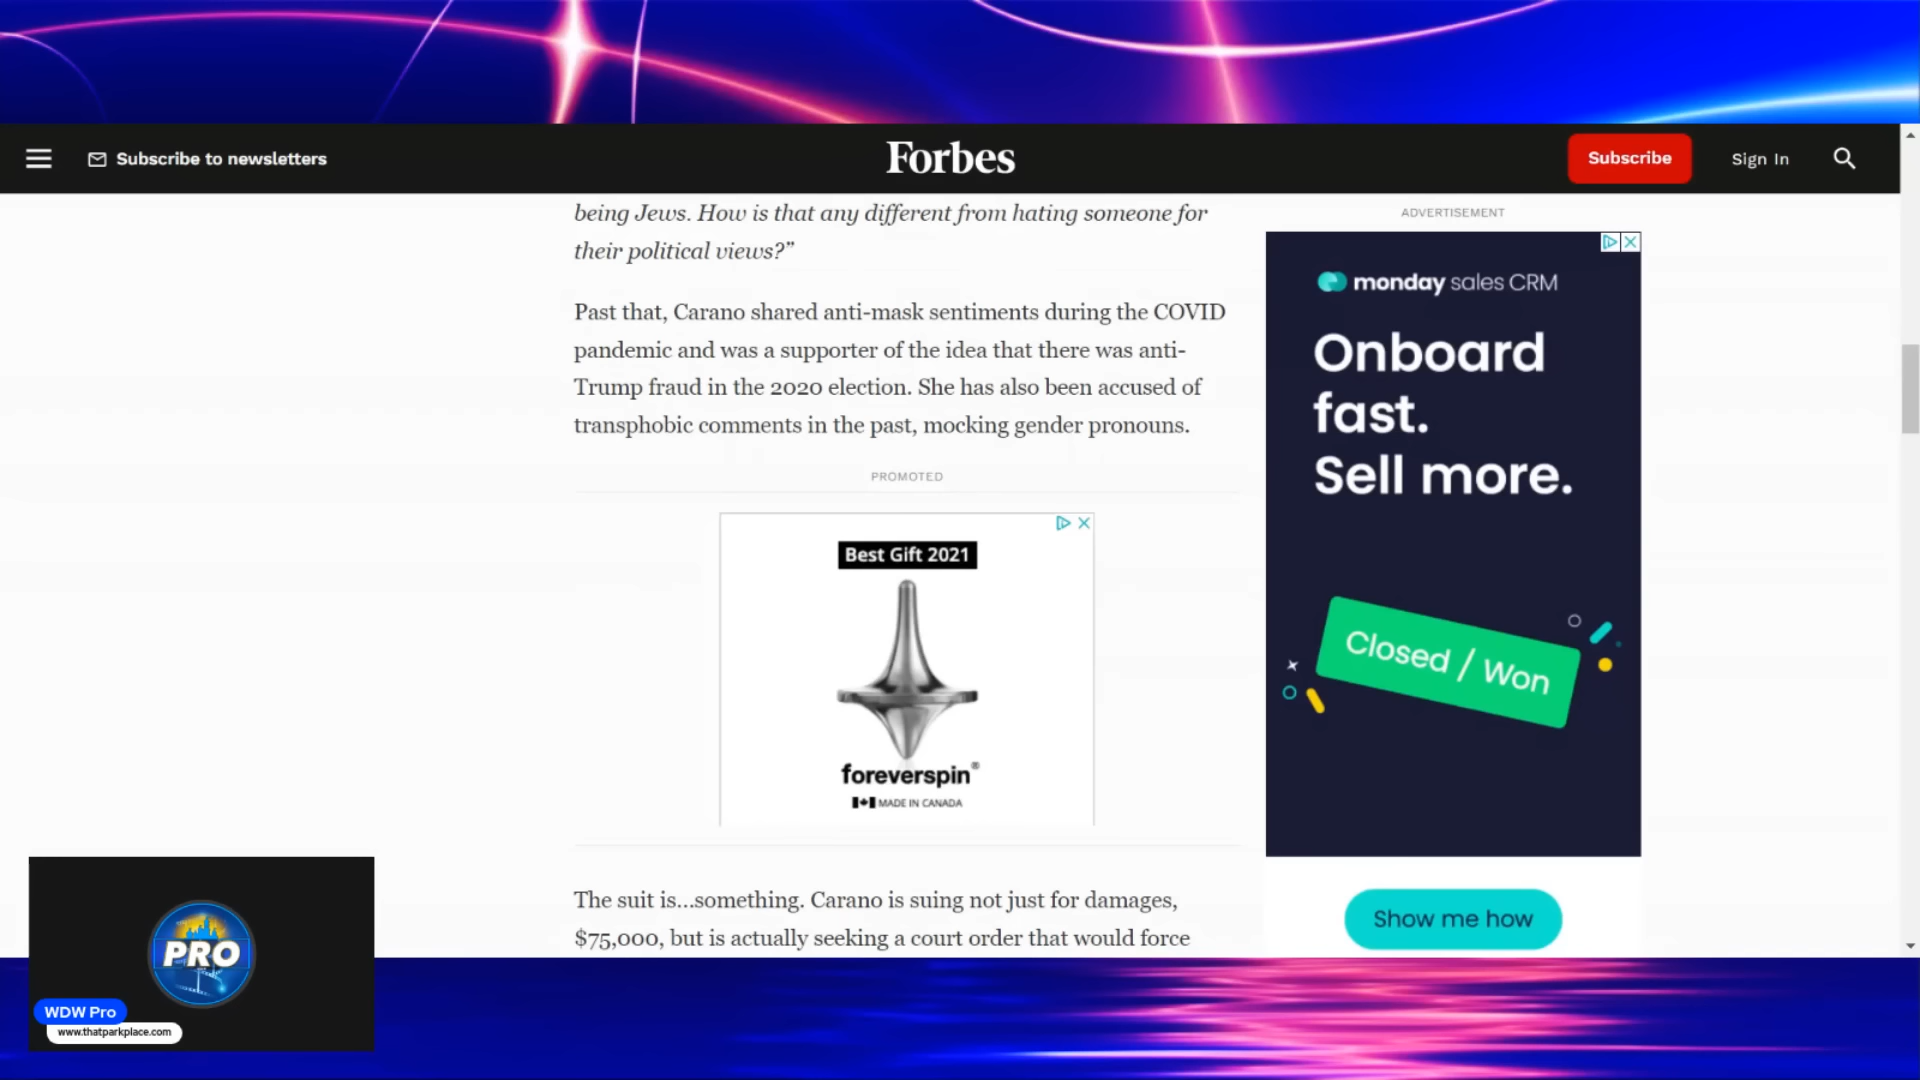 Subscribe to newsletters
Forbes
Subscribe
Sign In
being Jews. How is that any different from hating someone for
their political views?”
Past that, Carano shared anti-mask sentiments during the COVID
pandemic and was a supporter of the idea that there was anti-
Trump fraud in the 2020 election. She has also been accused of
transphobic comments in the past, mocking gender pronouns.
PROMOTED
Best Gift 2021
foreverspin®
MADE IN CANADA
The suit is...something. Carano is suing not just for damages,
$75,000, but is actually seeking a court order that would force
ADVERTISEMENT
monday sales CRM
Onboard
fast.
Sell more.
Closed / Won
Show me how
PRO
WDW Pro
www.thatparkplace.com